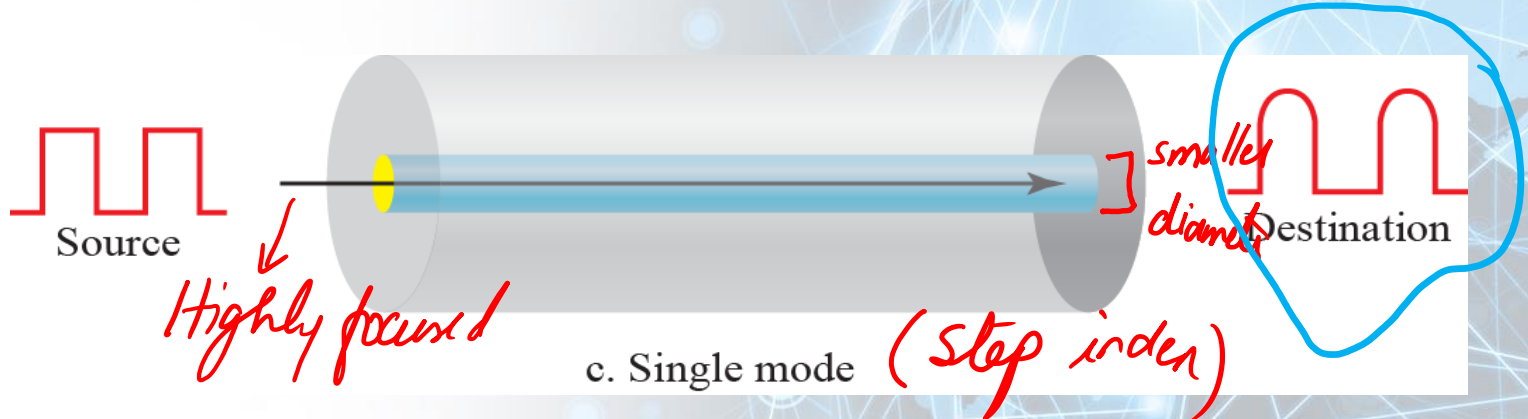 smaller
diameter
Source
Destination
Highly focused
c. Single mode (step index)